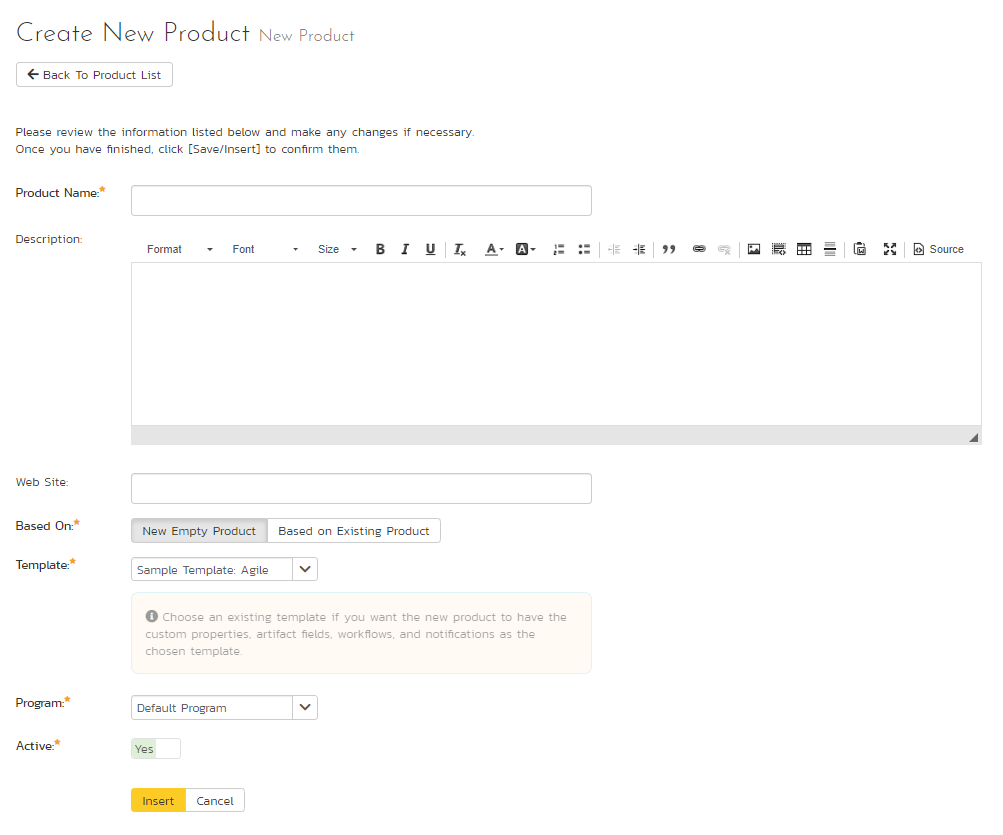 Create New Product New Product
Back To Product List
Please review the information listed below and make any changes if necessary.
Once you have finished, click [Save/Insert] to confirm them.
Product Name:*
Description:
Format Font Size B I U Ix A A Source
Web Site:
Based On:* New Empty Product Based on Existing Product
Template:* Sample Template: Agile
Choose an existing template if you want the new product to have the
custom properties, artifact fields, workflows, and notifications as the
chosen template.
Program:* Default Program
Active:* Yes
Insert Cancel